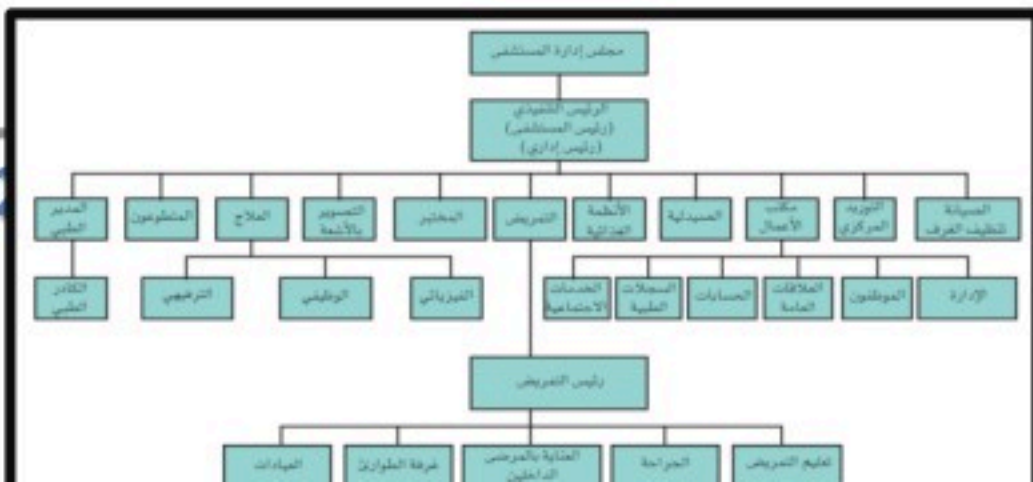 مجلس إدارة المستشفى
الرئيس التنفيذي
(رئيس المستشفى)
(رئيس إداري)
الصيانة
تنظيف الغرف
التوريد
المركزي
مكتب
الأعمال
الصيدلية
الأنظمة
الغذائية
التمريض
المختبر
التصوير
بالأشعة
العلاج
المتطوعون
المدير
الطبي
الإدارة
الموظفون
العلاقات
العامة
الحسابات
السجلات
الطبية
الخدمات
الاجتماعية
الفيزيائي
الوظيفي
الترفيهي
الكادر
الطبي
رئيس التمريض
تعليم التمريض
الجراحة
العناية بالمرضى
الداخلين
غرفة الطوارئ
العيادات